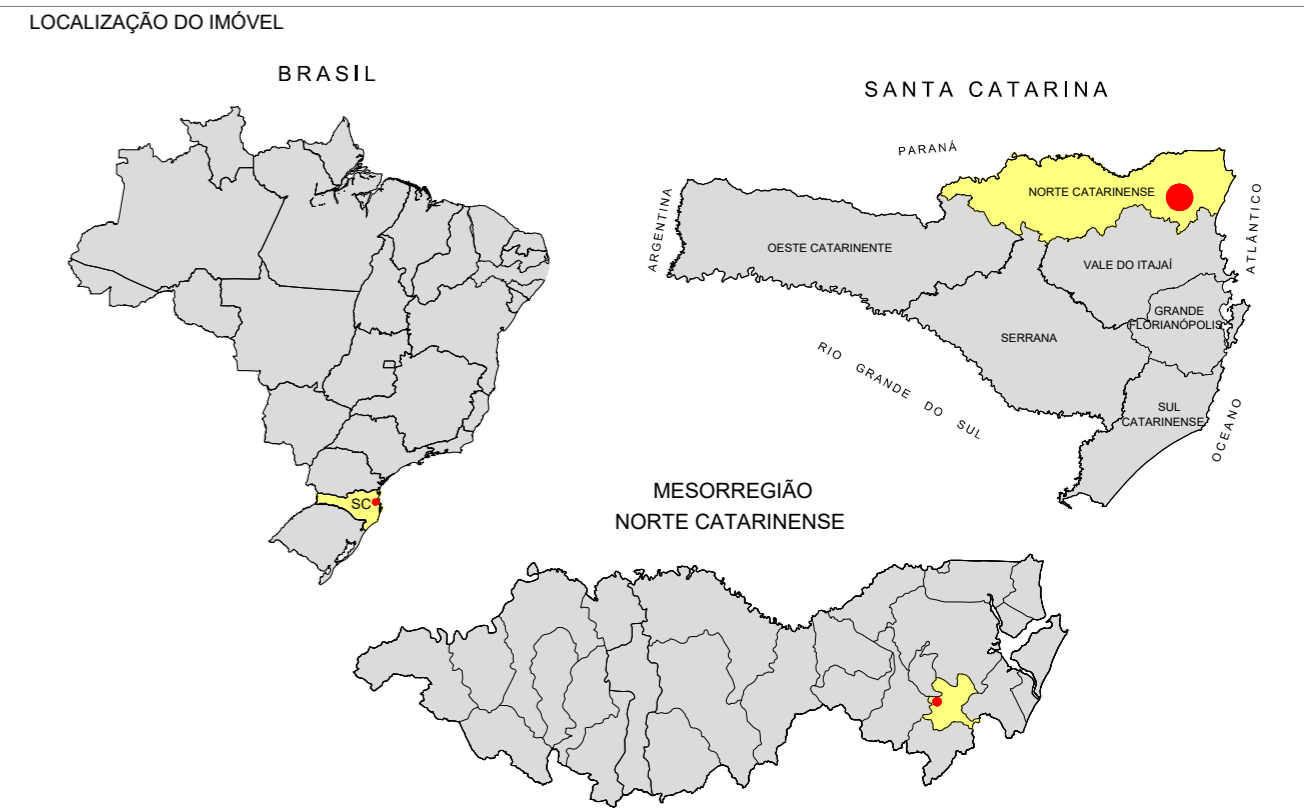 LOCALIZAÇÃO DO IMÓVEL
BRASIL
SC
SANTA CATARINA
PARANÁ
ARGENTINA
NORTE CATARINENSE
ATLÂNTICO
OESTE CATARINENTE
VALE DO ITAJAÍ
GRANDE
FLORIANÓPOLIS
SERRANA
RIO GRANDE DO SUL
SUL
CATARINENSE
OCEANO
MESORREGIÃO
NORTE CATARINENSE